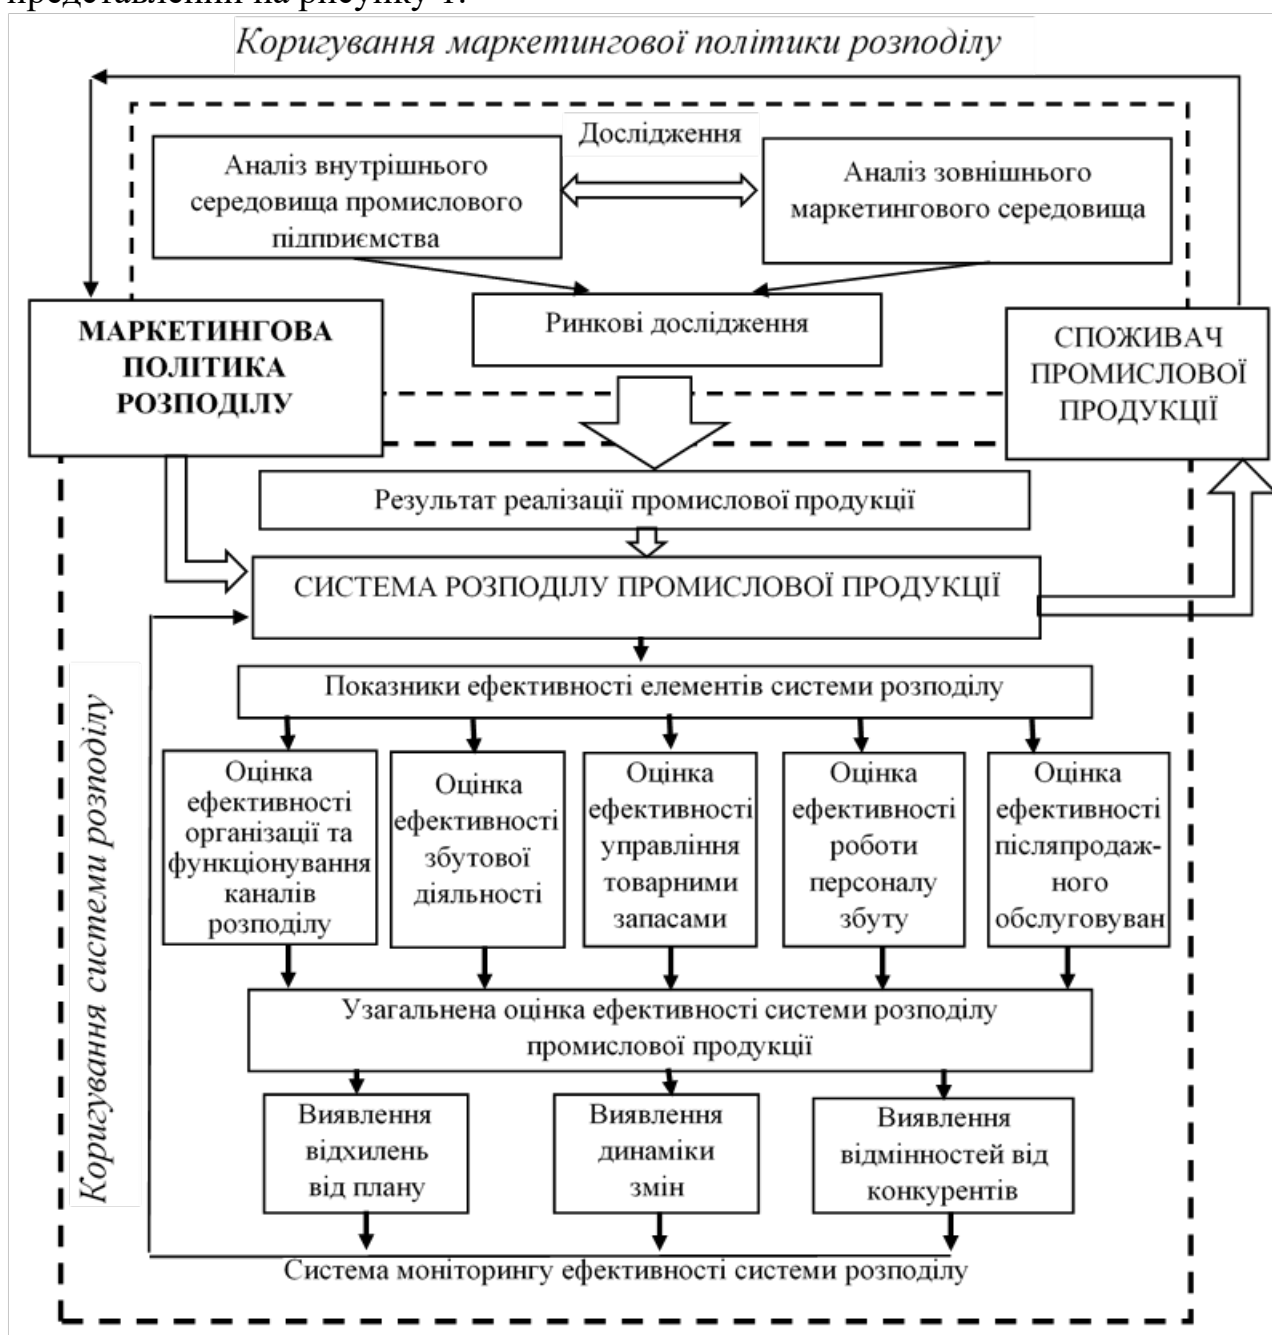 представлений на рисунку 1.
Коригування маркетингової політики розподілу
Дослідження
Аналіз внутрішнього
середовища промислового
підприємства
Аналіз зовнішнього
маркетингового середовища
Ринкові дослідження
МАРКЕТИНГОВА
ПОЛІТИКА
РОЗПОДІЛУ
СПОЖИВАЧ
ПРОМИСЛОВОЇ
ПРОДУКЦІЇ
Результат реалізації промислової продукції
СИСТЕМА РОЗПОДІЛУ ПРОМИСЛОВОЇ ПРОДУКЦІЇ
Показники ефективності елементів системи розподілу
Коригування системи розподілу
Оцінка
ефективності
організації та
функціонування
каналів
розподілу
Оцінка
ефективності
збутової
діяльності
Оцінка
ефективності
управління
товарними
запасами
Оцінка
ефективності
роботи
персоналу
збуту
Оцінка
ефективності
післяпродаж-
ного
обслуговуван
Узагальнена оцінка ефективності системи розподілу
промислової продукції
Виявлення
відхилень
від плану
Виявлення
динаміки
змін
Виявлення
відмінностей від
конкурентів
Система моніторингу ефективності системи розподілу